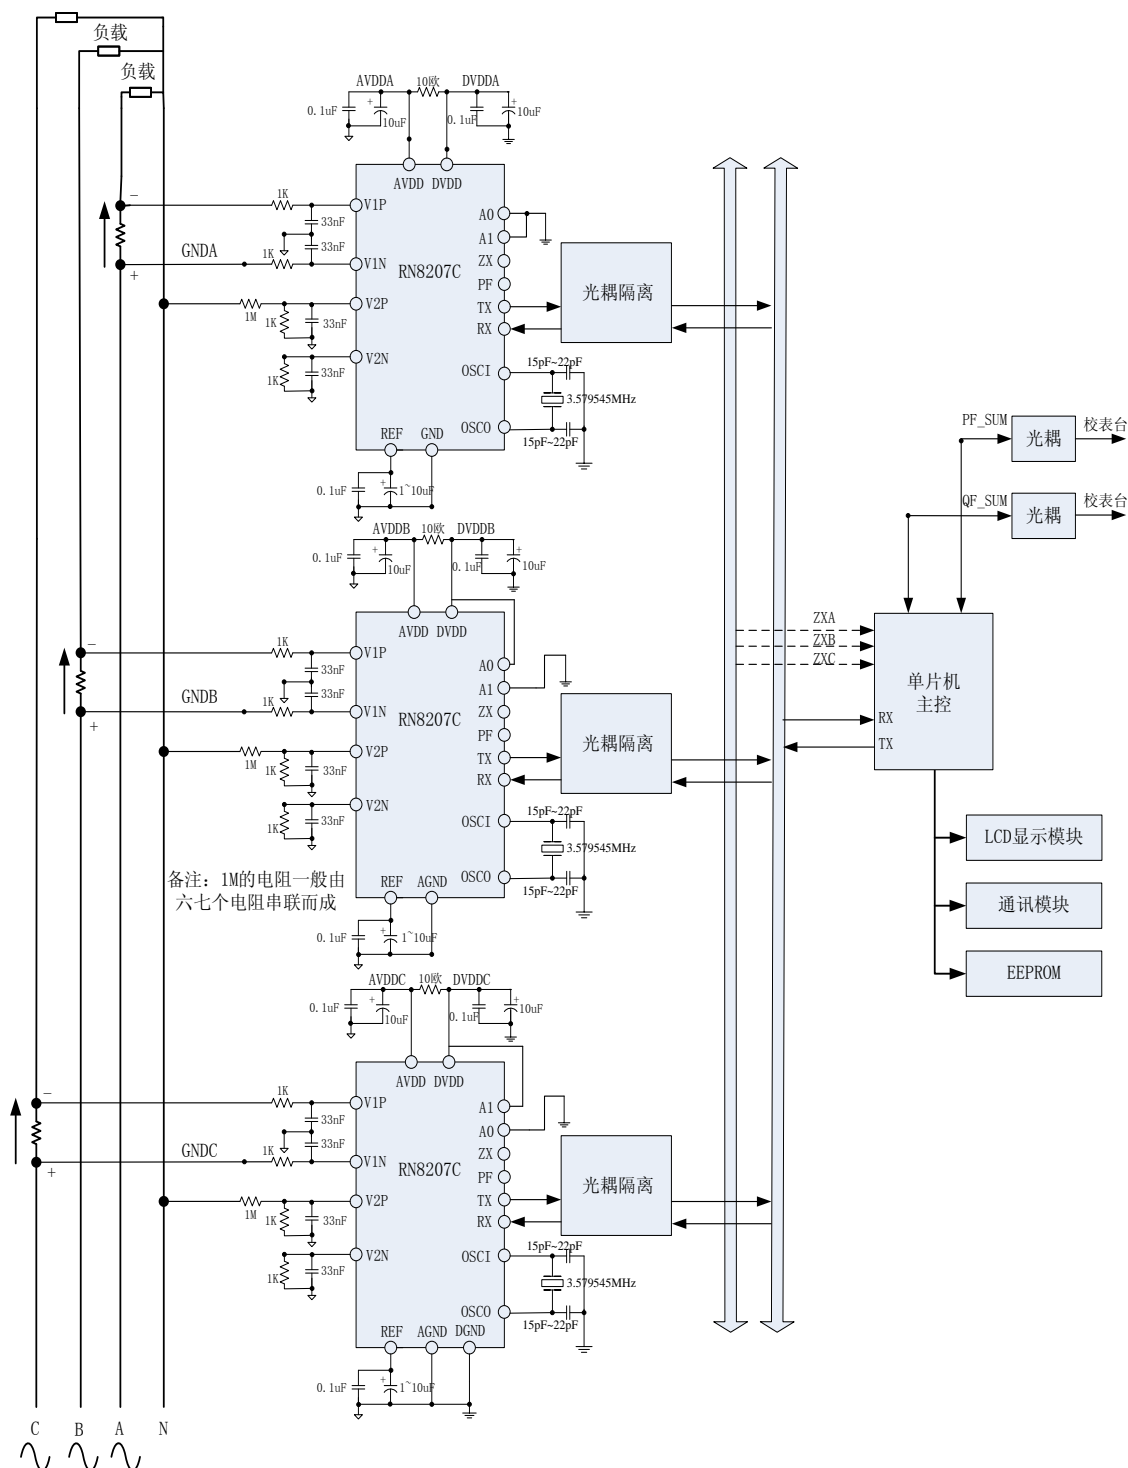 负载
负载
AVDDA
10欧
DVDDA
0.1uF
+
10uF
0.1uF
+
10uF
AVDD
DVDD
−
1K
V1P
33nF
A0
A1
GNDA
1K
33nF
V1N
RN8207C
ZX
PF
+
光耦隔离
1M
V2P
TX
1K
33nF
RX
V2N
1K
33nF
OSCI
15pF~22pF
3.579545MHz
OSCO
15pF~22pF
REF
GND
0.1uF
+
1~10uF
PF_SUM
光耦
校表台
QF_SUM
光耦
校表台
AVDDB
10欧
DVDDB
0.1uF
+
10uF
0.1uF
+
10uF
AVDD
DVDD
−
1K
V1P
33nF
A0
A1
GNDB
1K
33nF
V1N
RN8207C
ZX
PF
+
光耦隔离
1M
V2P
TX
1K
33nF
RX
V2N
1K
33nF
OSCI
15pF~22pF
3.579545MHz
OSCO
15pF~22pF
REF
AGND
0.1uF
+
1~10uF
ZXA
ZXB
ZXC
单片机
主控
RX
TX
LCD显示模块
通讯模块
EEPROM
备注：1M的电阻一般由
六七个电阻串联而成
AVDDC
10欧
DVDDC
0.1uF
+
10uF
0.1uF
+
10uF
AVDD
DVDD
−
1K
V1P
33nF
A1
A0
GNDC
1K
33nF
V1N
RN8207C
ZX
PF
+
光耦隔离
1M
V2P
TX
1K
33nF
RX
V2N
1K
33nF
OSCI
15pF~22pF
3.579545MHz
OSCO
15pF~22pF
REF
AGND
DGND
0.1uF
+
1~10uF
C
B
A
N